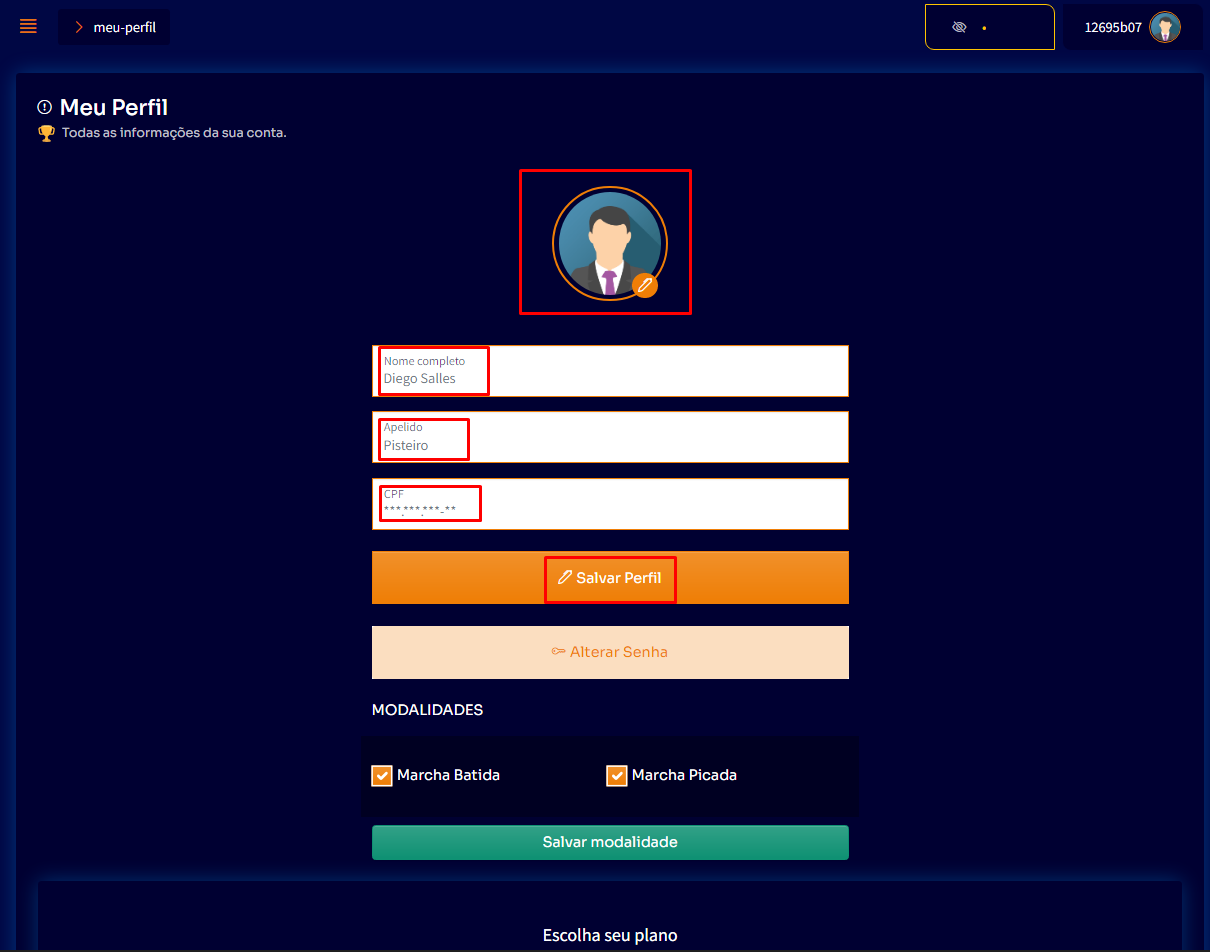 meu-perfil
12695b07
Meu Perfil
Todas as informações da sua conta.
Nome completo
Diego Salles
Apelido
Pisteiro
CPF
***.***.***-**
Salvar Perfil
Alterar Senha
MODALIDADES
Marcha Batida
Marcha Picada
Salvar modalidade
Escolha seu plano